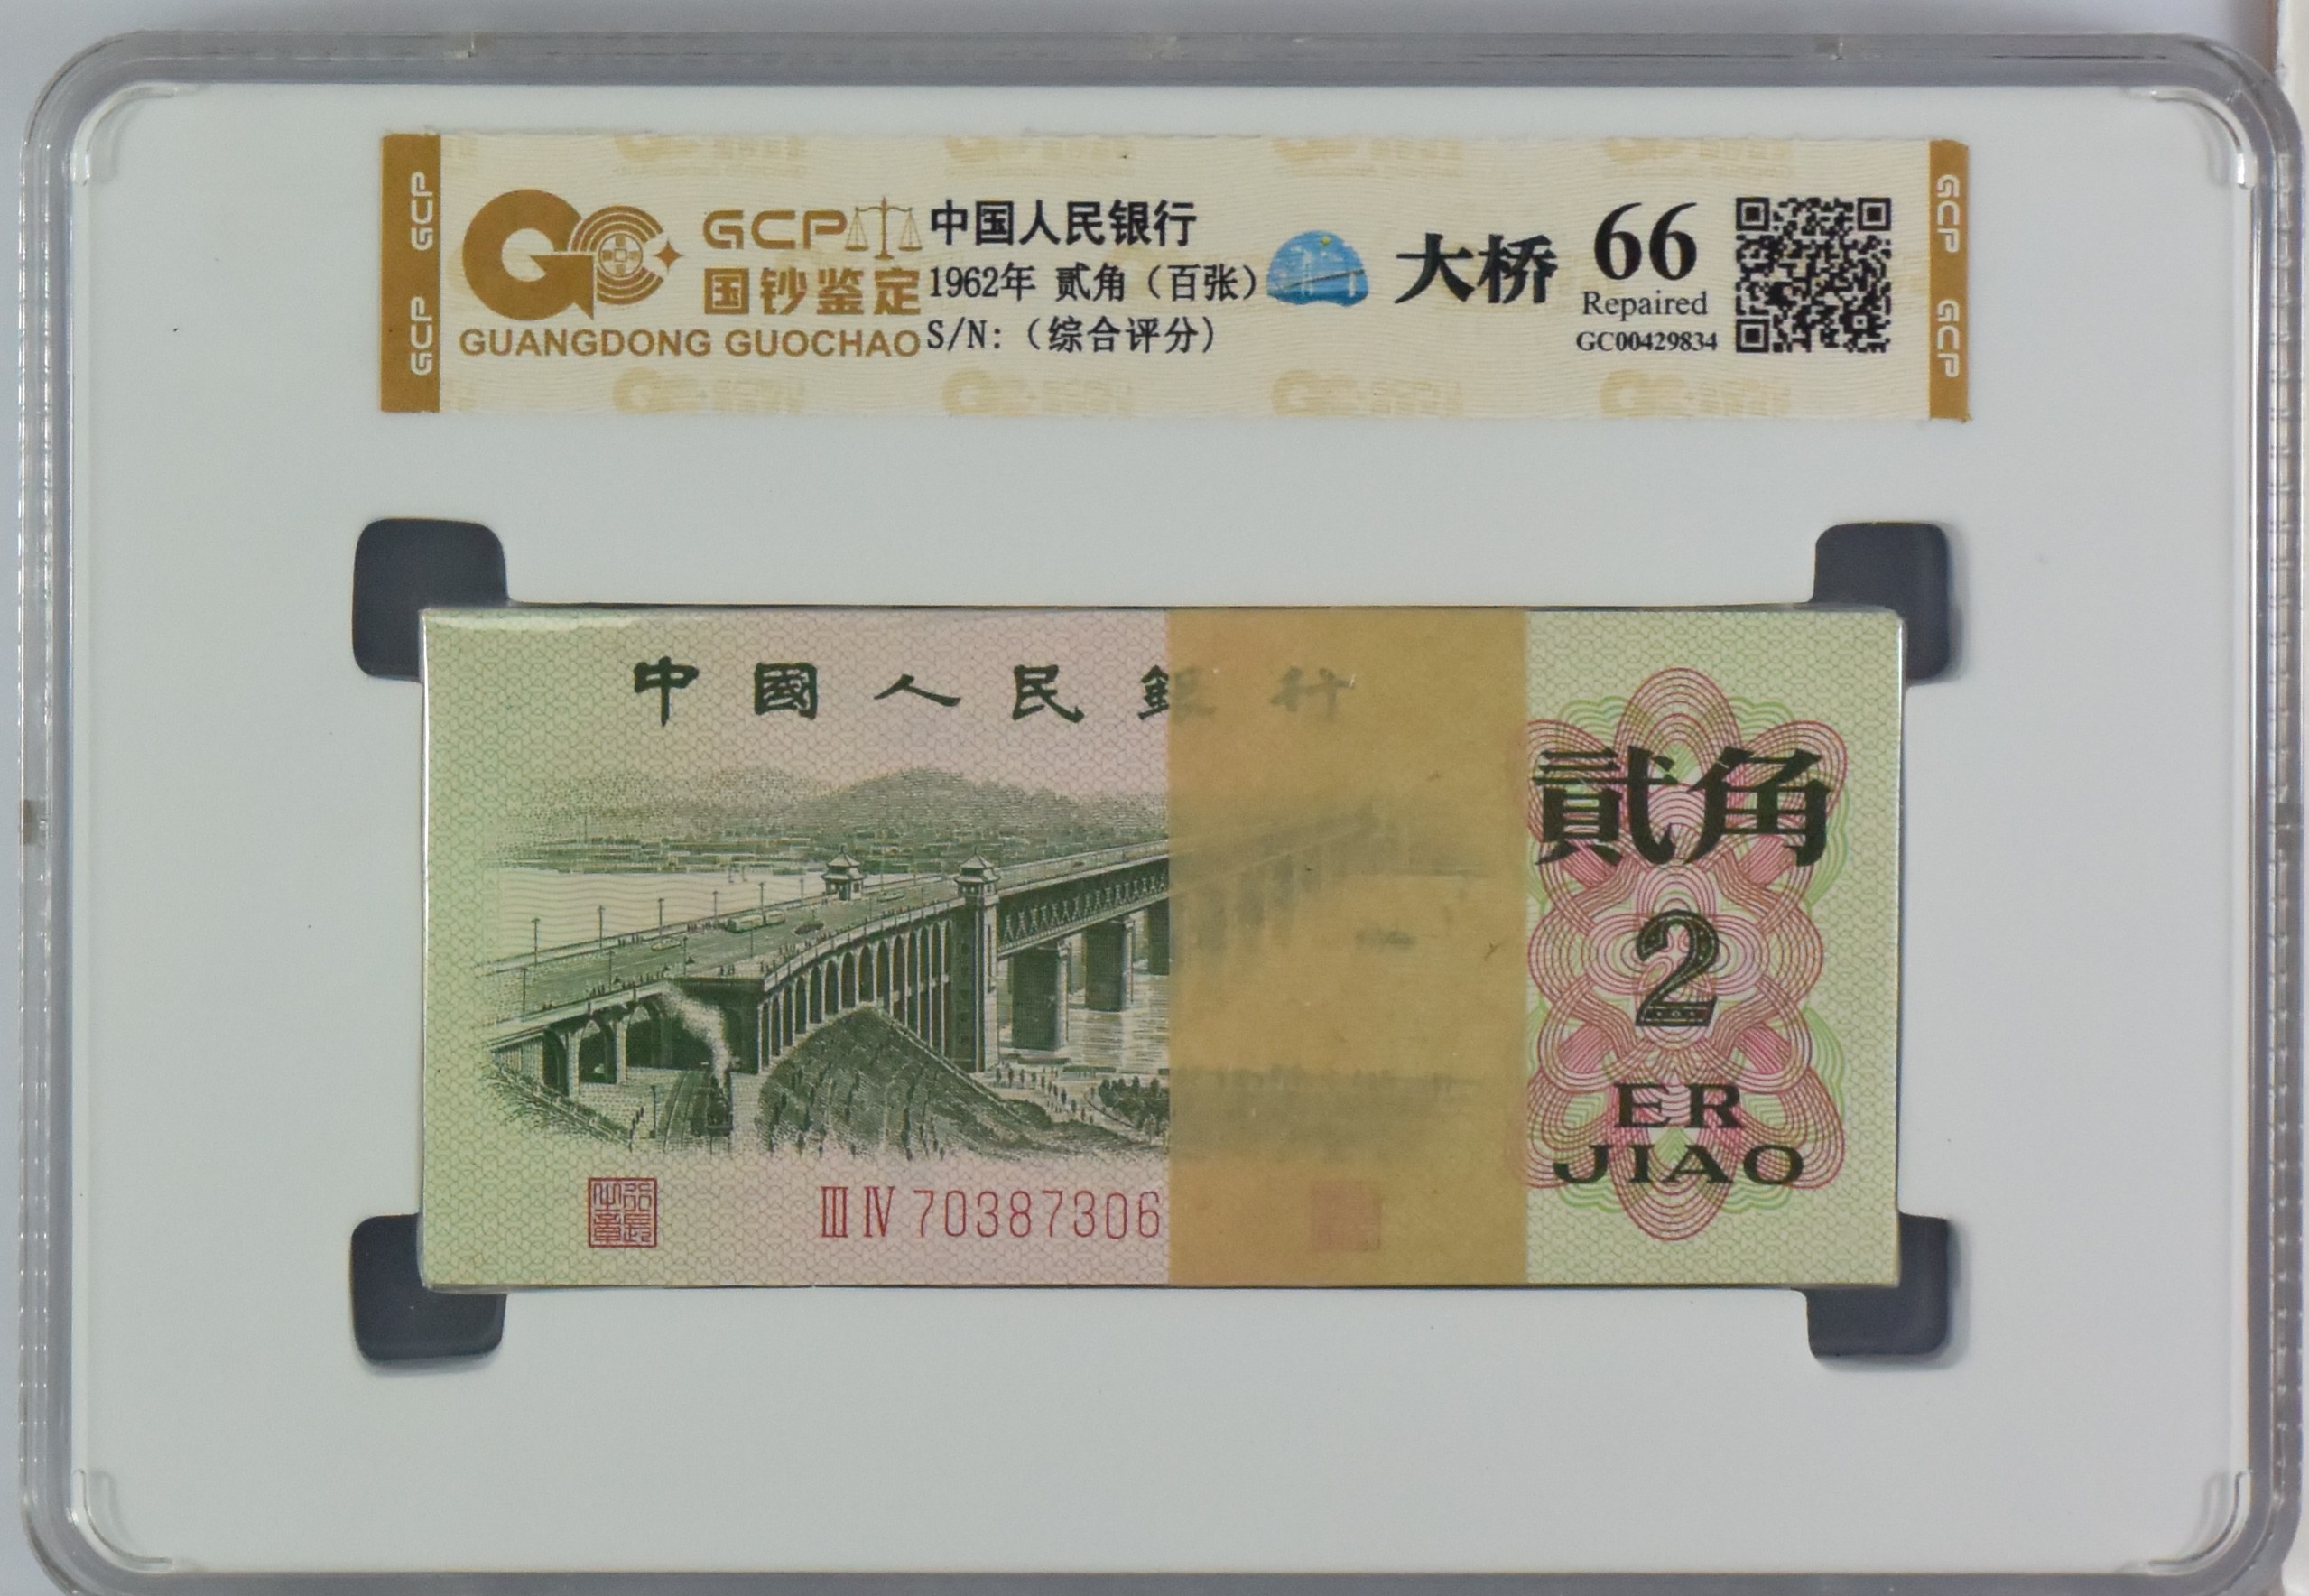 GCP GCP
GCP
国钞鉴定
GUANGDONG GUOCHAO
中国人民银行
1962年 贰角（百张）
S/N:（综合评分）
大桥
66
Repaired
GC00429834
GCP GCP
中國人民銀行
貳角
2
ER
JIAO
ⅢⅣ 70387306